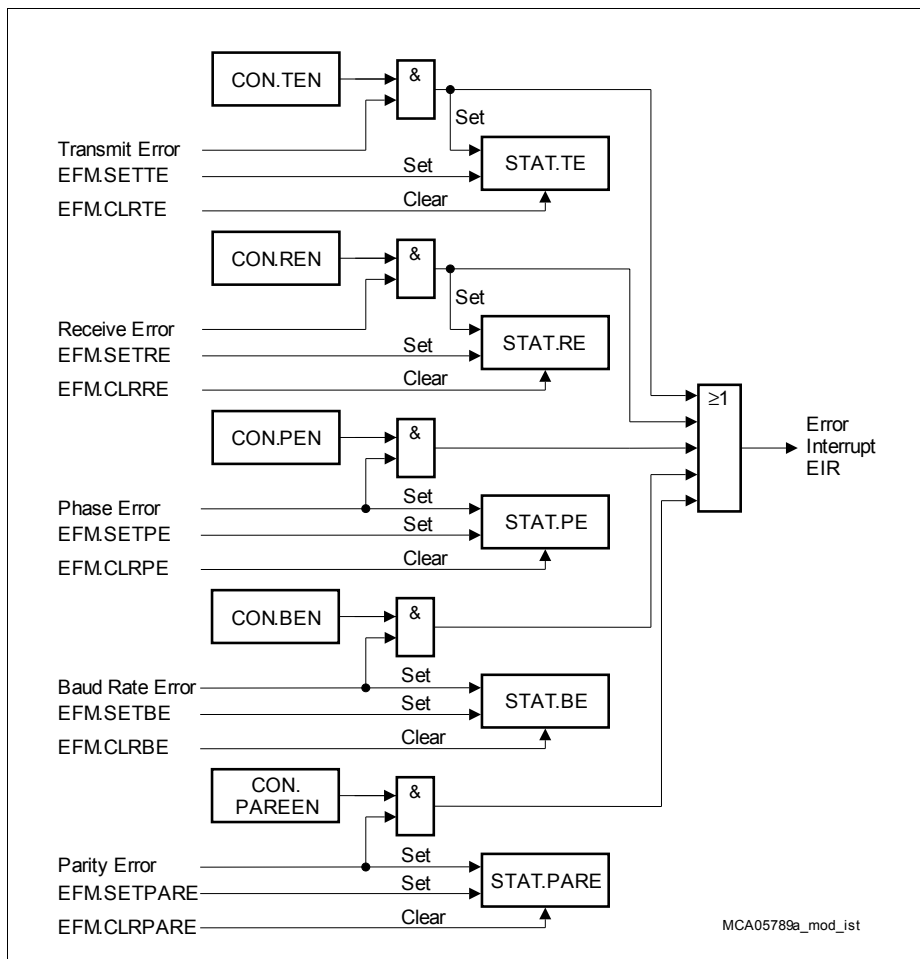 CON.TEN
&
Set
Transmit Error
Set
STAT.TE
EFM.SETTE
Clear
EFM.CLRTE
CON.REN
&
Set
Receive Error
Set
STAT.RE
EFM.SETRE
Clear
EFM.CLRRE
≥1
Error
Interrupt
EIR
CON.PEN
&
Phase Error
Set
STAT.PE
EFM.SETPE
Set
EFM.CLRPE
Clear
CON.BEN
&
Baud Rate Error
Set
STAT.BE
EFM.SETBE
Set
EFM.CLRBE
Clear
CON.
PAREEN
&
Parity Error
Set
STAT.PARE
EFM.SETPARE
Set
EFM.CLRPARE
Clear
MCA05789a_mod_ist